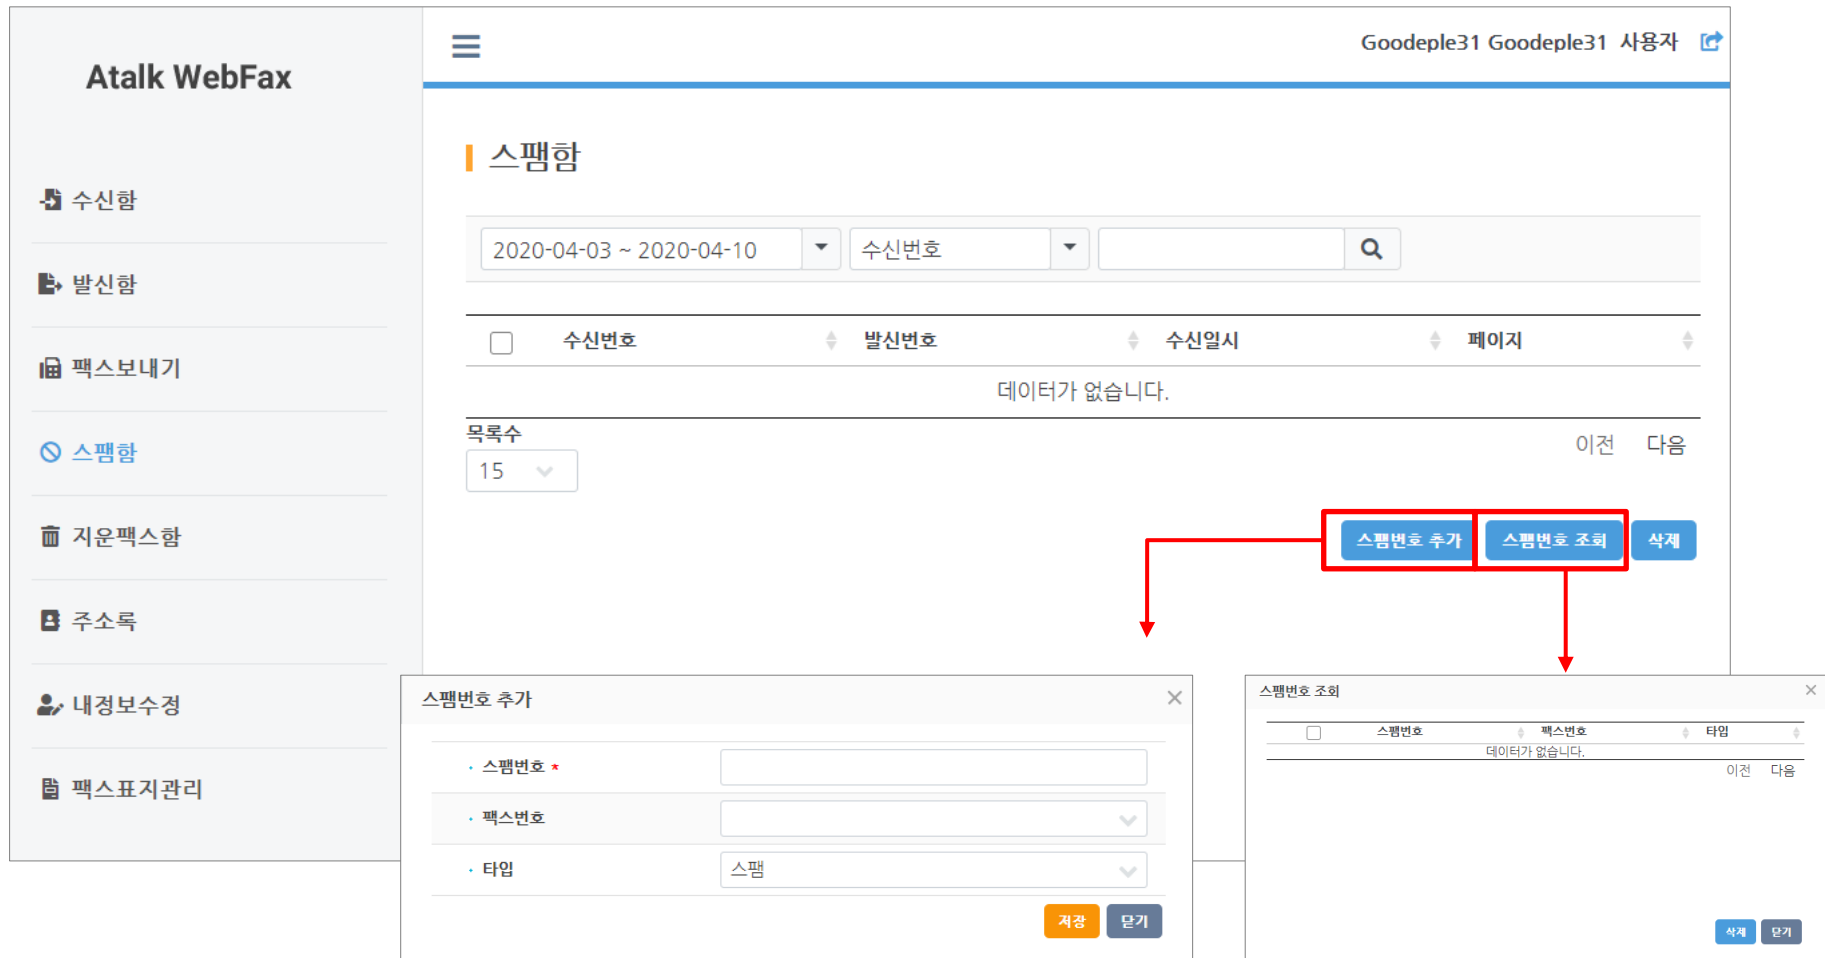 Atalk WebFax
Goodeple31 Goodeple31 사용자
수신함
발신함
팩스보내기
스팸함
지운팩스함
주소록
내정보수정
팩스표지관리
스팸함
2020-04-03 ~ 2020-04-10 수신번호
수신번호 발신번호 수신일시 페이지
데이터가 없습니다.
목록수
15
이전 다음
스팸번호 추가 스팸번호 조회 삭제
스팸번호 추가
스팸번호 *
팩스번호
타입 스팸
저장 닫기
스팸번호 조회
스팸번호 팩스번호 타입
데이터가 없습니다.
이전 다음
삭제 닫기